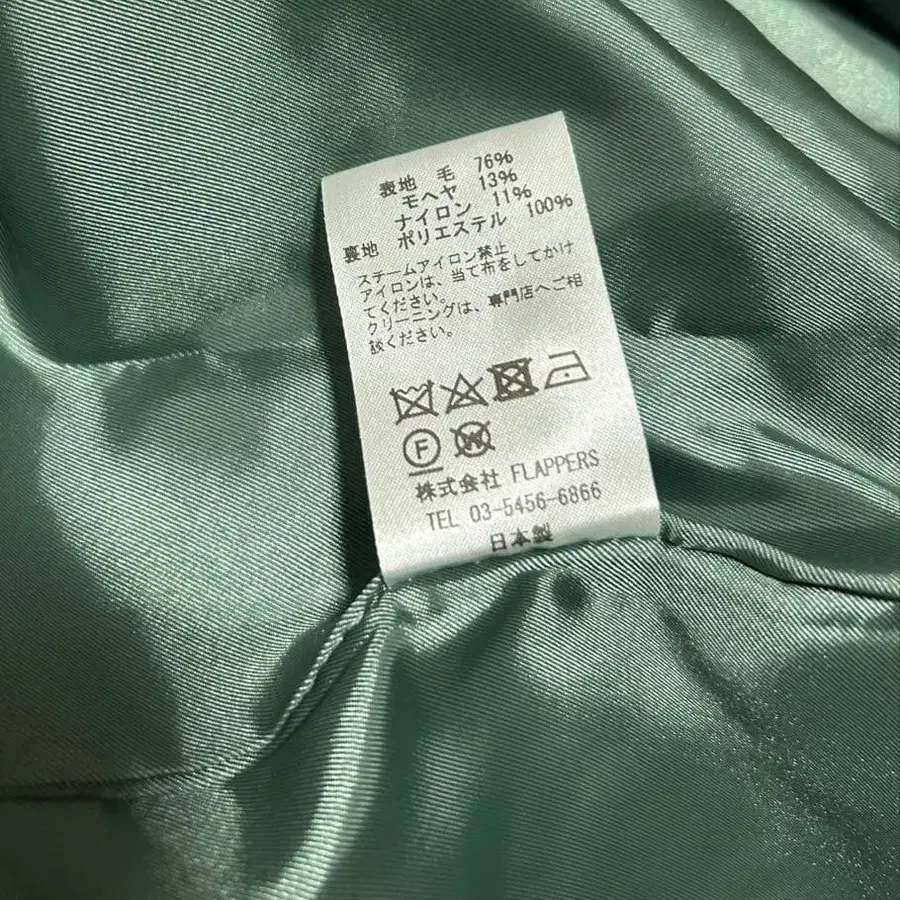 表地 毛 76%
モヘヤ 13%
ナイロン 11%
裏地 ポリエステル 100%
スチームアイロン禁止
アイロンは、当て布をしてかけ
てください。
クリーニングは、専門店へご相
談ください。
F W
株式会社 FLAPPERS
TEL 03-5456-6866
日本製